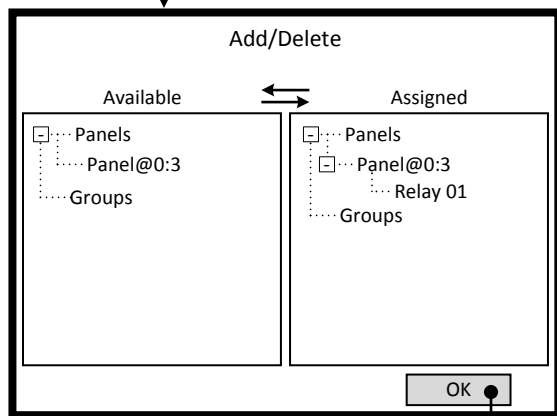 Add/Delete
Available
Assigned
Panels
Panel@0:3
Groups
Panels
Panel@0:3
Relay 01
Groups
OK